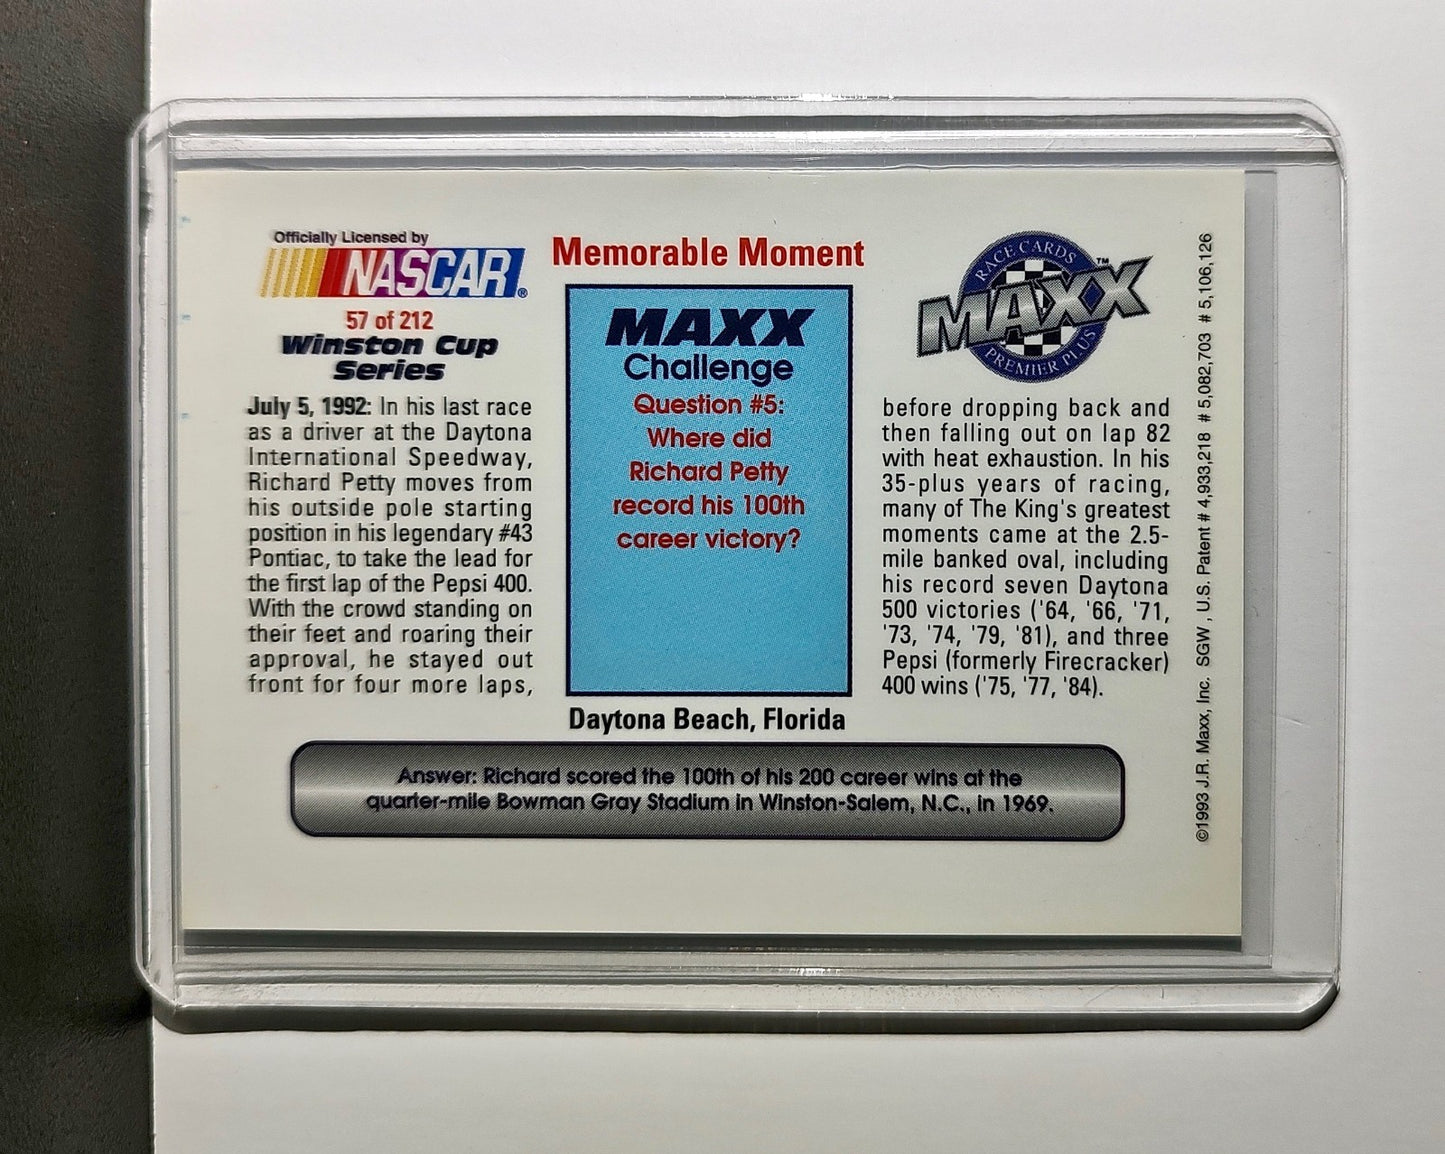 Officially Licensed by
NASCAR®
57 of 212
Winston Cup
Series
July 5, 1992: In his last race
as a driver at the Daytona
International Speedway,
Richard Petty moves from
his outside pole starting
position in his legendary #43
Pontiac, to take the lead for
the first lap of the Pepsi 400.
With the crowd standing on
their feet and roaring their
approval, he stayed out
front for four more laps,
Memorable Moment
MAXX
Challenge
Question #5:
Where did
Richard Petty
record his 100th
career victory?
Daytona Beach, Florida
RACE CARDS
MAXX™
PREMIER PLUS
before dropping back and
then falling out on lap 82
with heat exhaustion. In his
35-plus years of racing,
many of The King's greatest
moments came at the 2.5-
mile banked oval, including
his record seven Daytona
500 victories ('64, '66, '71,
'73, '74, '79, '81), and three
Pepsi (formerly Firecracker)
400 wins ('75, '77, '84).
Answer: Richard scored the 100th of his 200 career wins at the
quarter-mile Bowman Gray Stadium in Winston-Salem, N.C., in 1969.
©1993 J.R. Maxx, Inc. SGW , U.S. Patent # 4,933,218 # 5,082,703 # 5,106,126